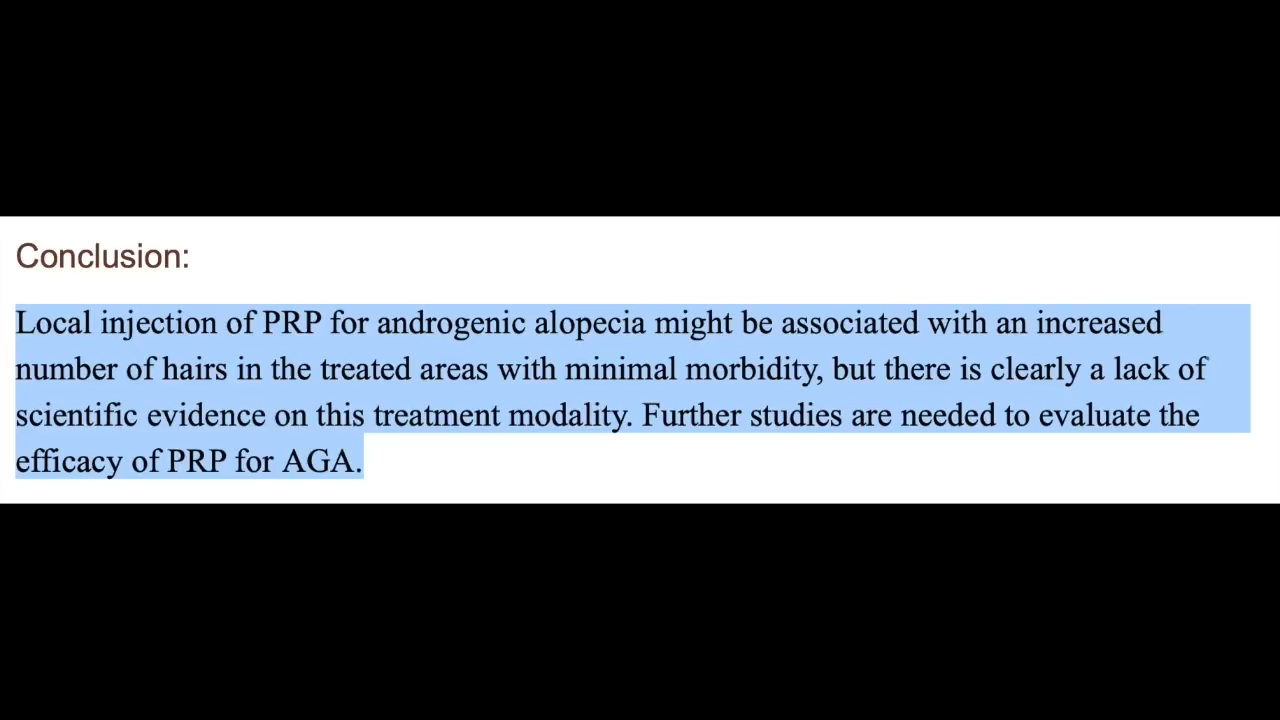 Conclusion:
Local injection of PRP for androgenic alopecia might be associated with an increased
number of hairs in the treated areas with minimal morbidity, but there is clearly a lack of
scientific evidence on this treatment modality. Further studies are needed to evaluate the
efficacy of PRP for AGA.